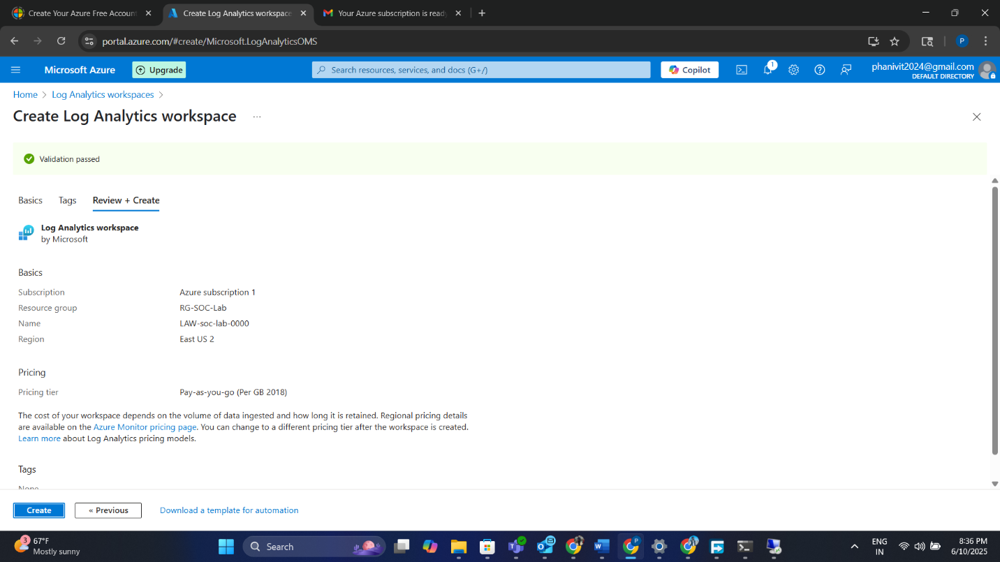 Create Your Azure Free Account
Create Log Analytics workspace
Your Azure subscription is ready
portal.azure.com/#create/Microsoft.LogAnalyticsOMS
P
Microsoft Azure
Upgrade
Search resources, services, and docs (G+/)
Copilot
1
phanivit2024@gmail.com
DEFAULT DIRECTORY
Home > Log Analytics workspaces >
Create Log Analytics workspace ...
Validation passed
Basics Tags Review + Create
Log Analytics workspace
by Microsoft
Basics
Subscription Azure subscription 1
Resource group RG-SOC-Lab
Name LAW-soc-lab-0000
Region East US 2
Pricing
Pricing tier Pay-as-you-go (Per GB 2018)
The cost of your workspace depends on the volume of data ingested and how long it is retained. Regional pricing details
are available on the Azure Monitor pricing page. You can change to a different pricing tier after the workspace is created.
Learn more about Log Analytics pricing models.
Tags
None
Create « Previous Download a template for automation
3
67°F
Mostly sunny
Search
ENG
IN
8:36 PM
6/10/2025